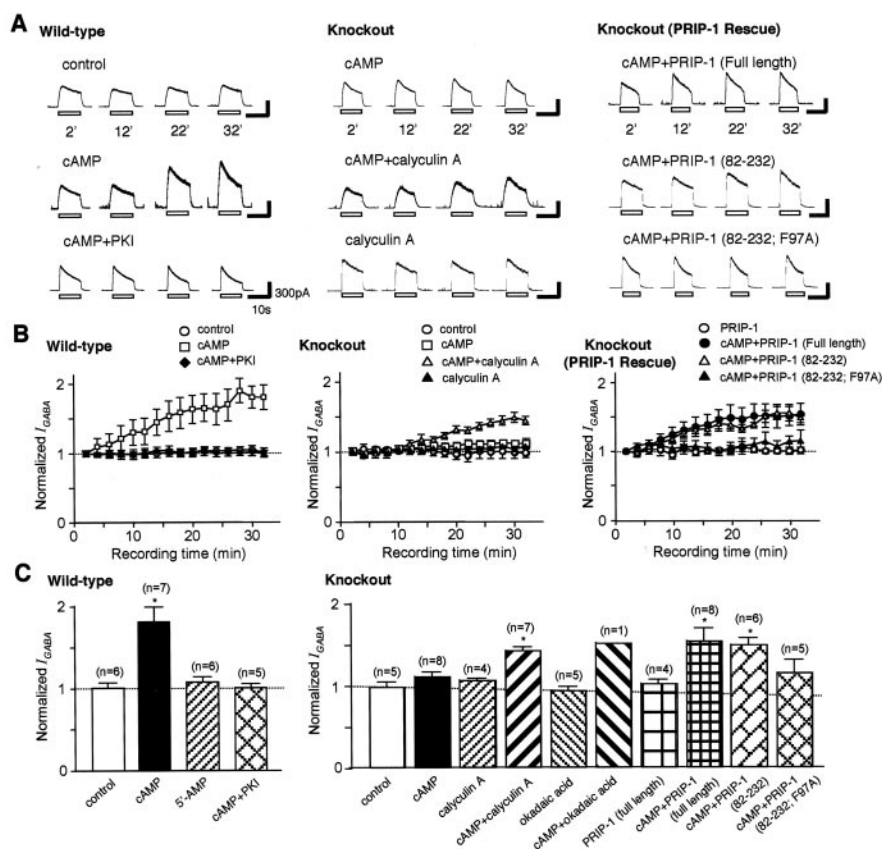 A
Wild-type
Knockout
Knockout (PRIP-1 Rescue)
control
cAMP
cAMP+PRIP-1 (Full length)
2' 12' 22' 32'
2' 12' 22' 32'
2' 12' 22' 32'
cAMP
cAMP+calyculin A
cAMP+PRIP-1 (82-232)
cAMP+PKI
calyculin A
cAMP+PRIP-1 (82-232; F97A)
300pA
10s
B
Wild-type
control
cAMP
cAMP+PKI
Normalized I_GABA
2
1
0
0 10 20 30
Recording time (min)
Knockout
control
cAMP
cAMP+calyculin A
calyculin A
Normalized I_GABA
2
1
0
0 10 20 30
Recording time (min)
Knockout
(PRIP-1 Rescue)
PRIP-1
cAMP+PRIP-1 (Full length)
cAMP+PRIP-1 (82-232)
cAMP+PRIP-1 (82-232; F97A)
Normalized I_GABA
2
1
0
0 10 20 30
Recording time (min)
C
Wild-type
Normalized I_GABA
2
1
0
(n=6)
(n=7)
*
(n=6)
(n=5)
control
cAMP
5'-AMP
cAMP+PKI
Knockout
Normalized I_GABA
2
1
0
(n=5)
(n=8)
(n=4)
(n=7)
*
(n=5)
(n=1)
(n=4)
(n=8)
*
(n=6)
*
(n=5)
control
cAMP
calyculin A
cAMP+calyculin A
okadaic acid
cAMP+okadaic acid
PRIP-1 (full length)
cAMP+PRIP-1
(full length)
cAMP+PRIP-1
(82-232)
cAMP+PRIP-1
(82-232; F97A)